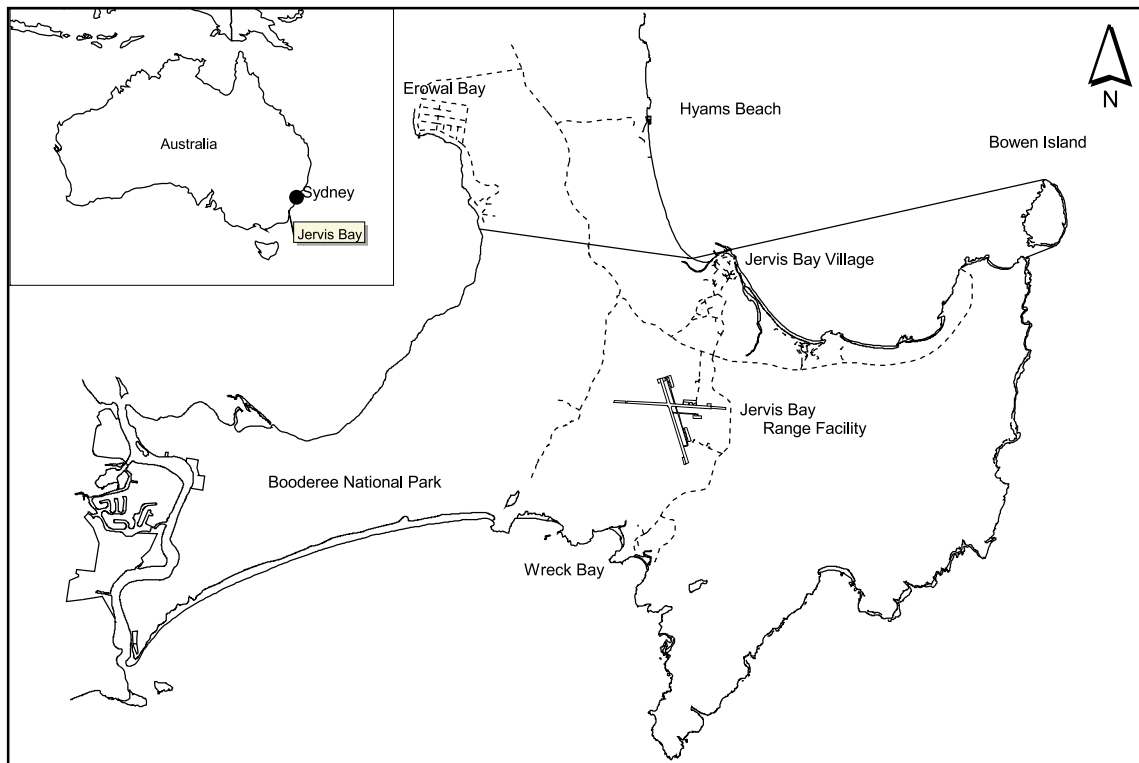 Australia
Sydney
Jervis Bay
Erowal Bay
Hyams Beach
Bowen Island
N
Jervis Bay Village
Jervis Bay
Range Facility
Booderee National Park
Wreck Bay